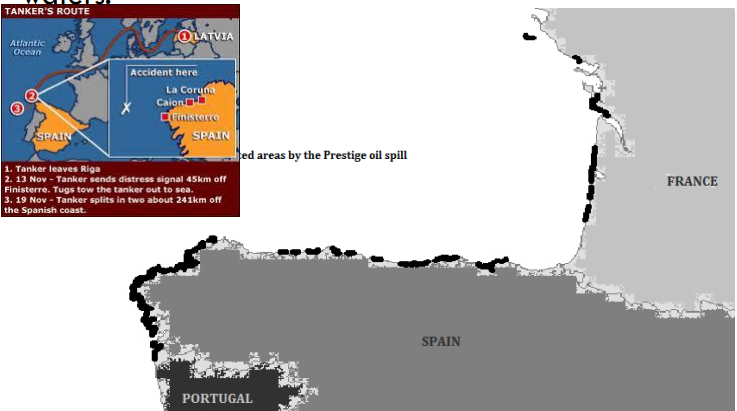 TANKER'S ROUTE
Atlantic
Ocean
1
LATVIA
2
3
SPAIN
Accident here
X
La Coruna
Caion
Finisterre
SPAIN
1. Tanker leaves Riga
2. 13 Nov - Tanker sends distress signal 45km off
Finisterre. Tugs tow the tanker out to sea.
3. 19 Nov - Tanker splits in two about 241km off
the Spanish coast.
areas by the Prestige oil spill
FRANCE
SPAIN
PORTUGAL